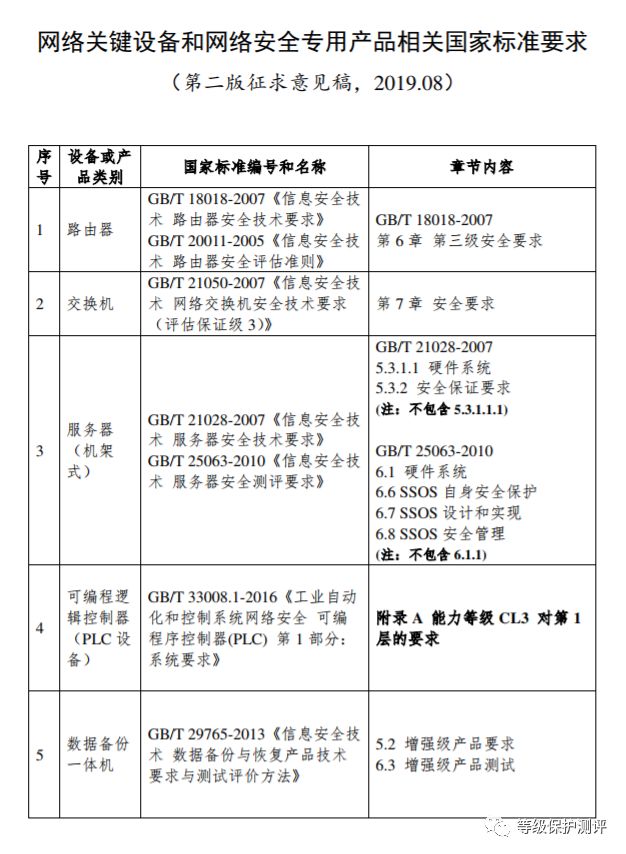 网络关键设备和网络安全专用产品相关国家标准要求
（第二版征求意见稿，2019.08）
序号
设备或产品类别
国家标准编号和名称
章节内容
1
路由器
GB/T 18018-2007《信息安全技
术 路由器安全技术要求》
GB/T 20011-2005《信息安全技
术 路由器安全评估准则》
GB/T 18018-2007
第 6 章 第三级安全要求
2
交换机
GB/T 21050-2007《信息安全技
术 网络交换机安全技术要求
（评估保证级 3）》
第 7 章 安全要求
3
服务器
（机架
式）
GB/T 21028-2007《信息安全技
术 服务器安全技术要求》
GB/T 25063-2010《信息安全技
术 服务器安全测评要求》
GB/T 21028-2007
5.3.1.1 硬件系统
5.3.2 安全保证要求
(注：不包含 5.3.1.1.1)
GB/T 25063-2010
6.1 硬件系统
6.6 SSOS 自身安全保护
6.7 SSOS 设计和实现
6.8 SSOS 安全管理
(注：不包含 6.1.1)
4
可编程逻
辑控制器
（PLC 设
备）
GB/T 33008.1-2016《工业自动
化和控制系统网络安全 可编
程序控制器(PLC) 第 1 部分：
系统要求》
附录 A 能力等级 CL3 对第 1
层的要求
5
数据备份
一体机
GB/T 29765-2013《信息安全技
术 数据备份与恢复产品技术
要求与测试评价方法》
5.2 增强级产品要求
6.3 增强级产品测试
等级保护测评